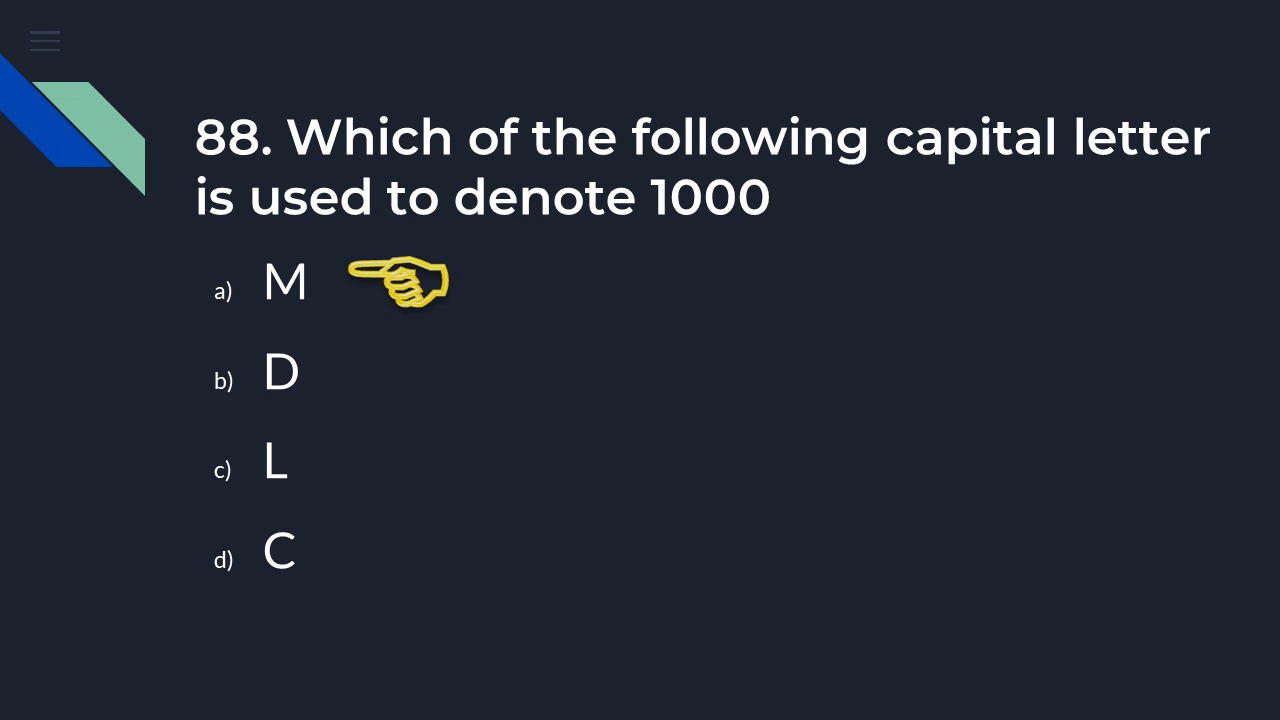 88. Which of the following capital letter
is used to denote 1000
a) M
b) D
c) L
d) C